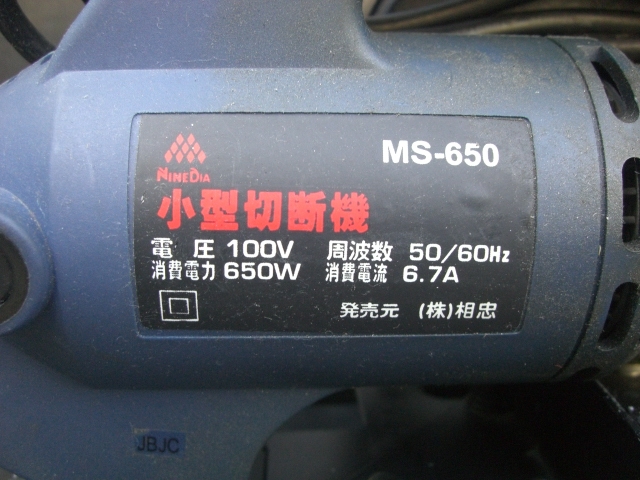 MS-650
NINEDIA
小型切断機
電 圧 100V 周波数 50/60Hz
消費電力 650W 消費電流 6.7A
発売元 (株)相忠
JBJC